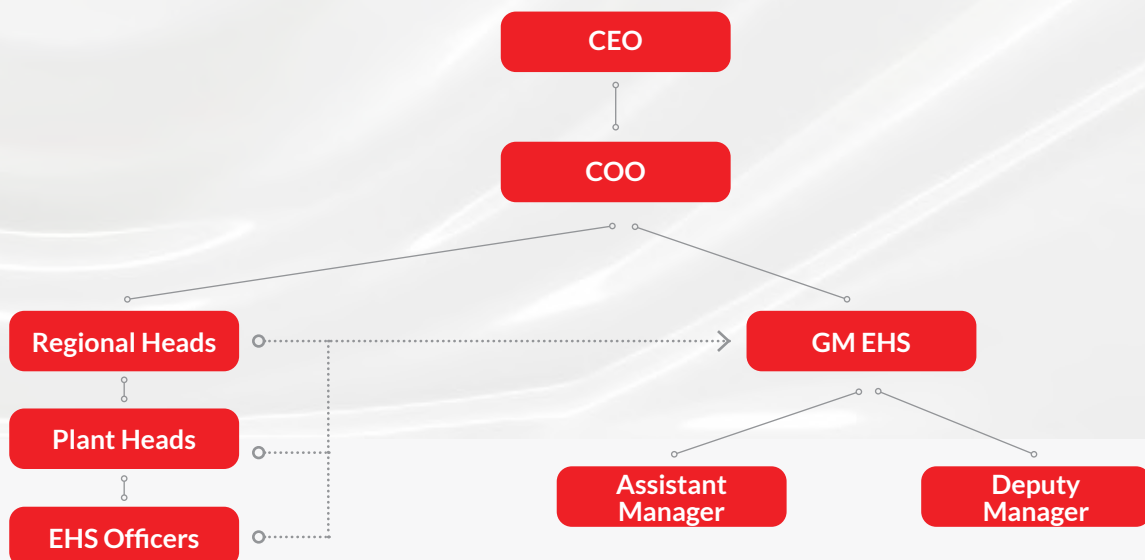 CEO
COO
Regional Heads
GM EHS
Plant Heads
Assistant
Manager
Deputy
Manager
EHS Officers